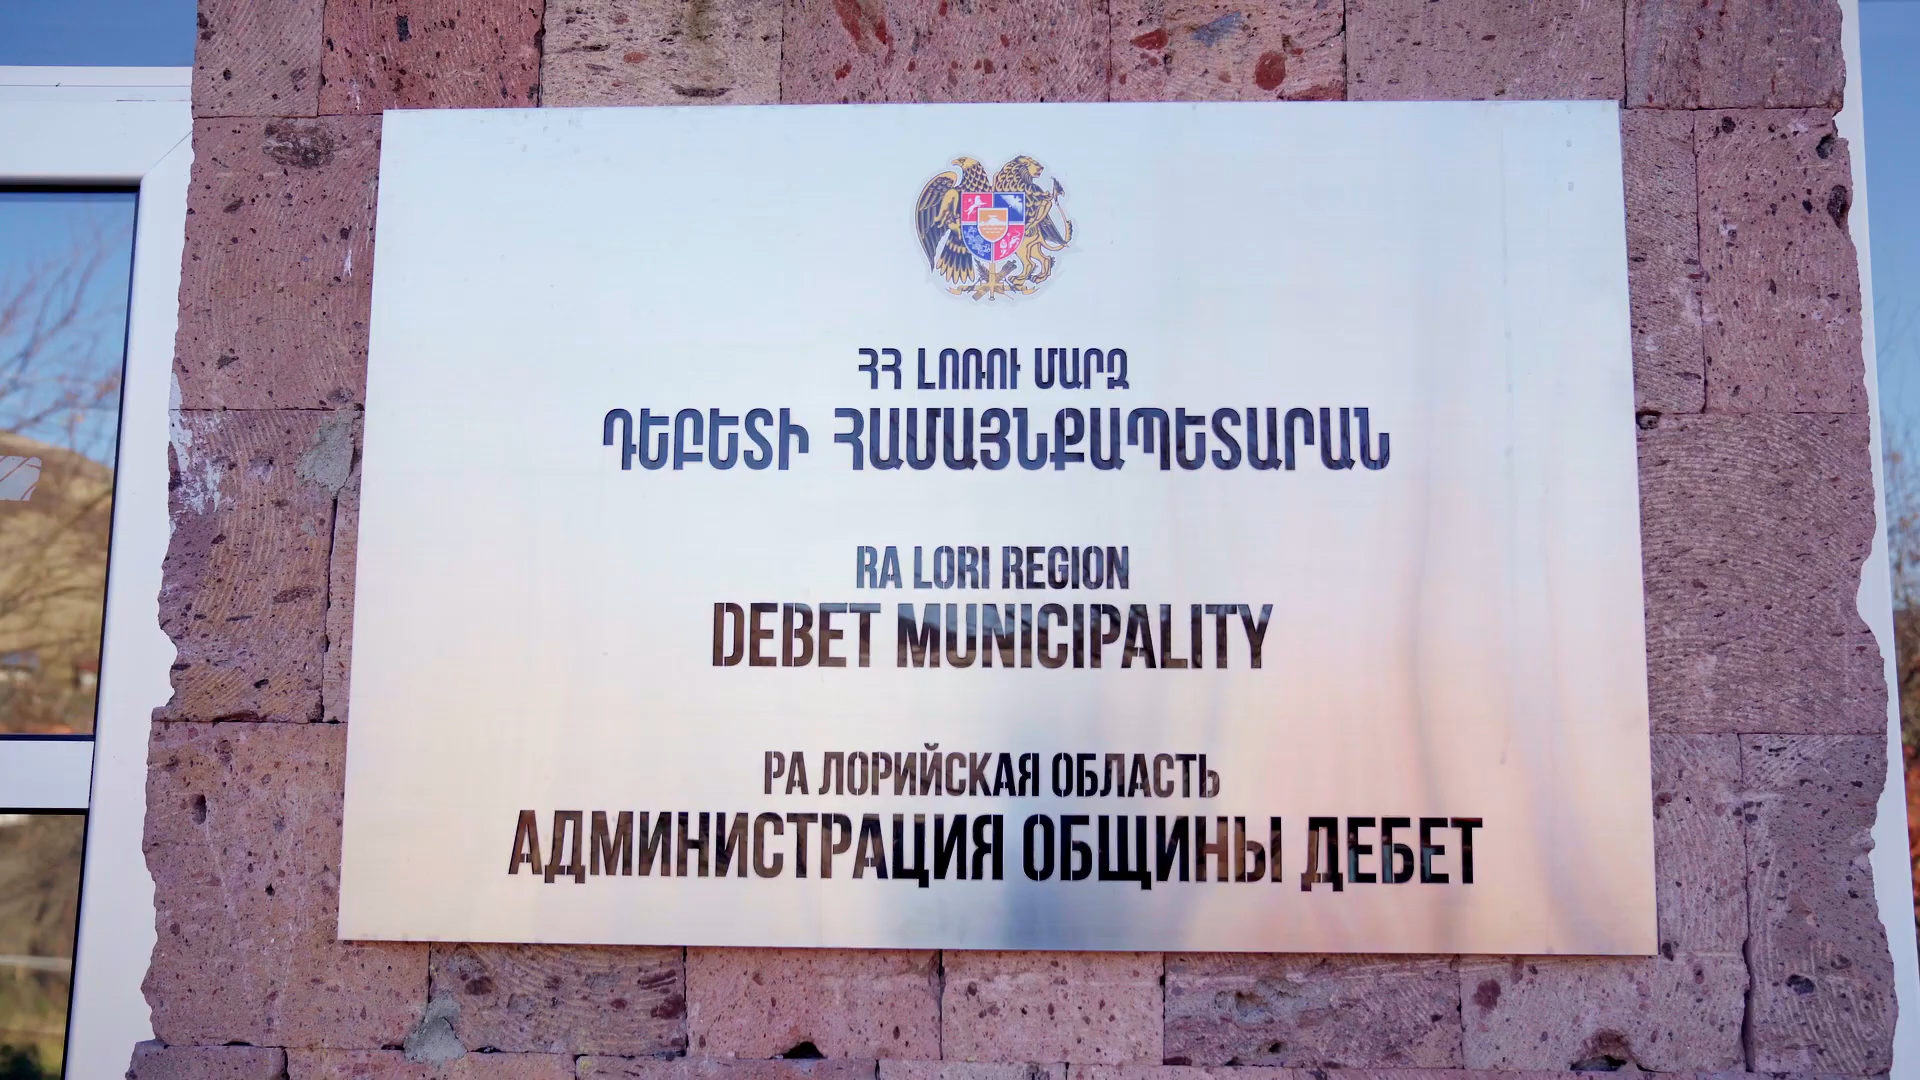 ՀՀ ԼՈՌՈՒ ՄԱՐԶ
ԴԵԲԵՏԻ ՀԱՄԱՅՆՔԱՊԵՏԱՐԱՆ
RA LORI REGION
DEBET MUNICIPALITY
РА ЛОРИЙСКАЯ ОБЛАСТЬ
АДМИНИСТРАЦИЯ ОБЩИНЫ ДЕБЕТ